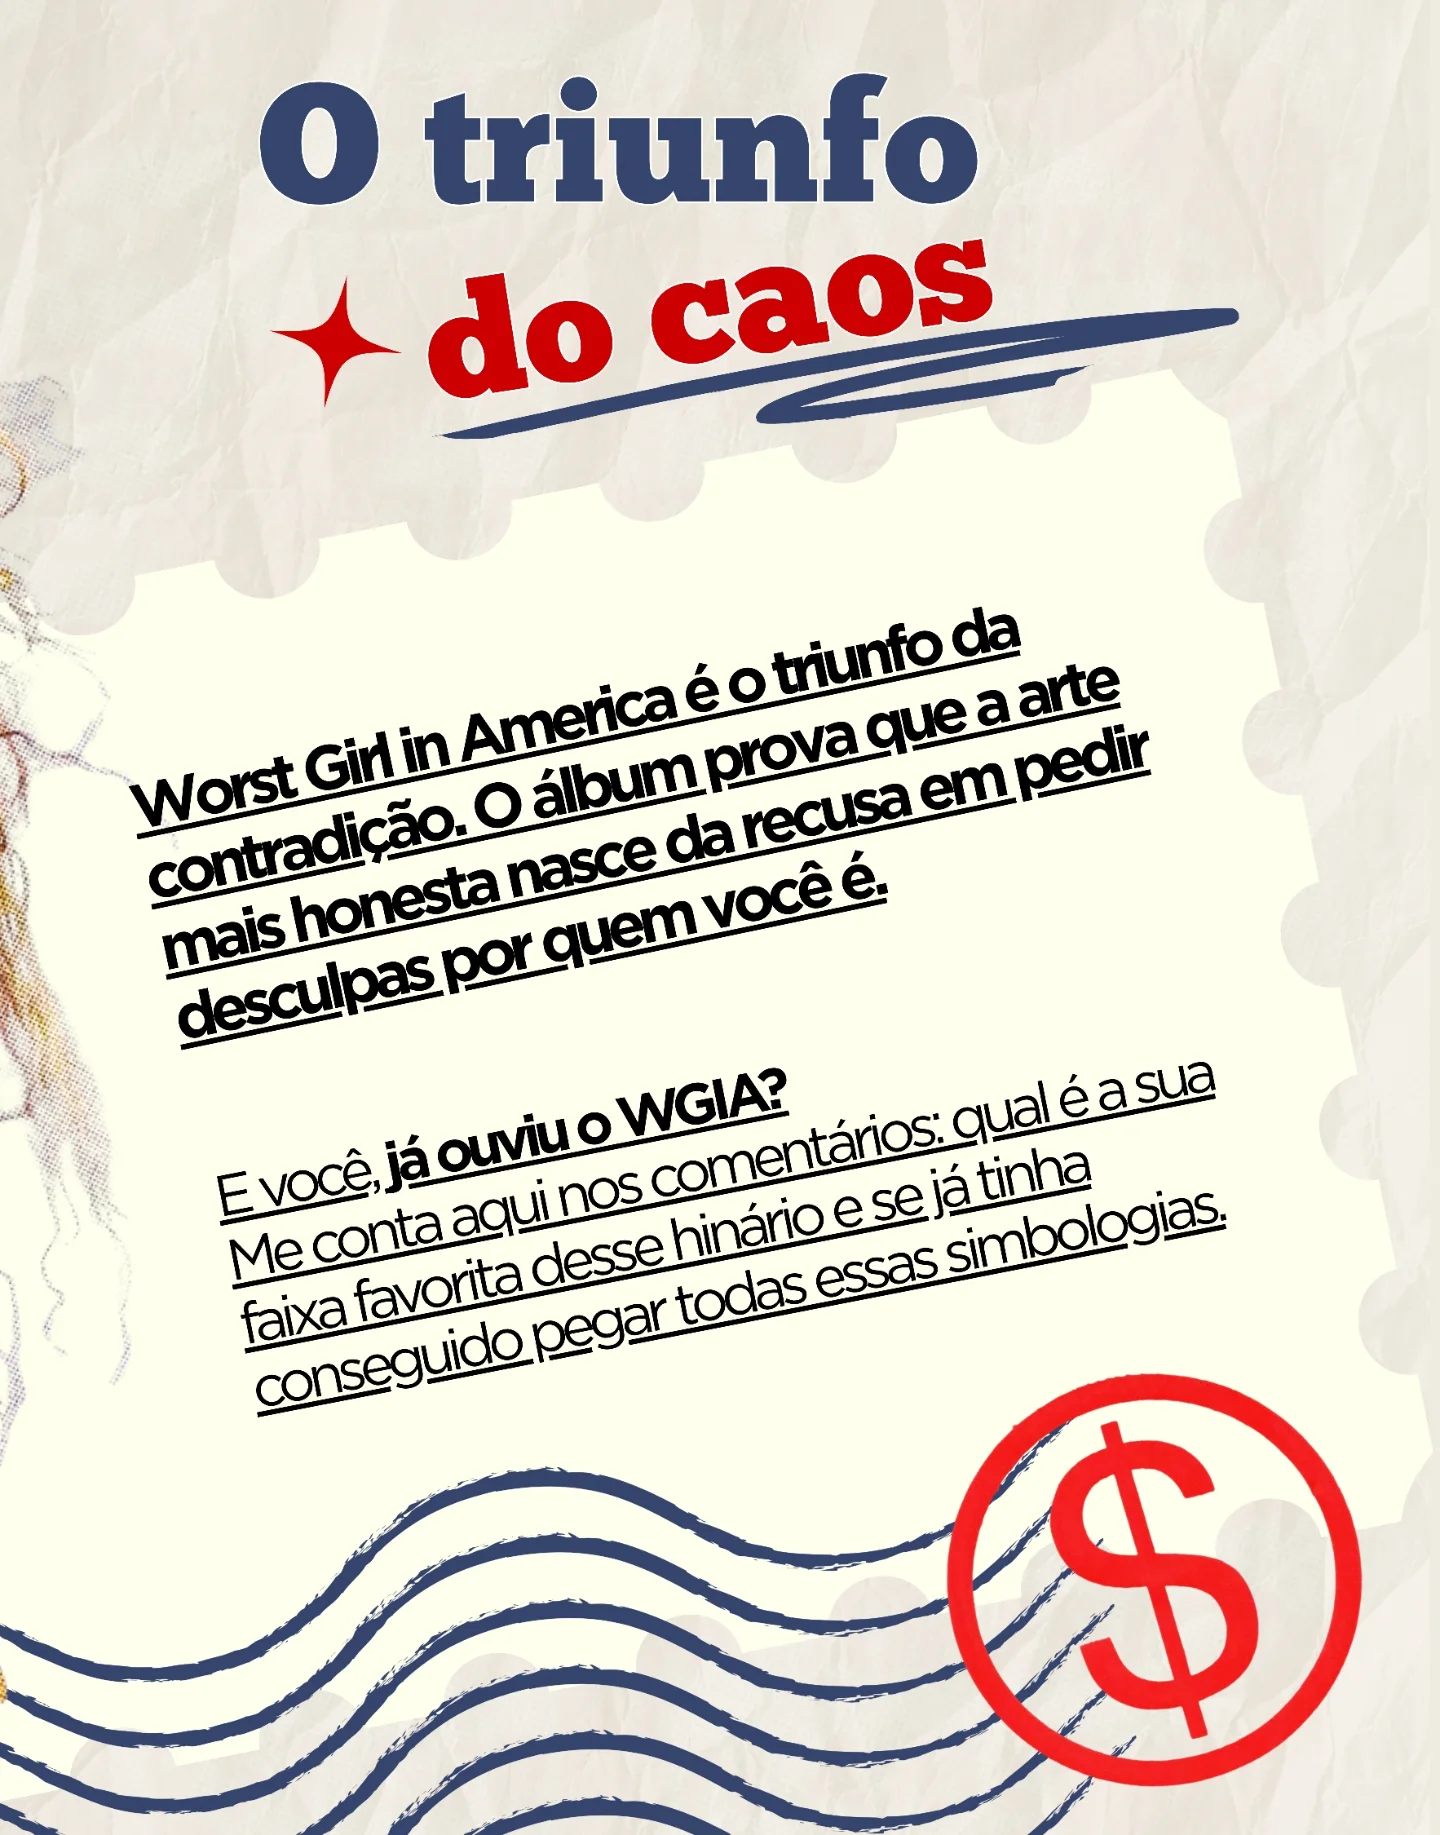 O triunfo
do caos
Worst Girl in America é o triunfo da
contradição. O álbum prova que a arte
mais honesta nasce da recusa em pedir
desculpas por quem você é.
E você, já ouviu o WGIA?
Me conta aqui nos comentários: qual é a sua
faixa favorita desse hinário e se já tinha
conseguido pegar todas essas simbologias.
$